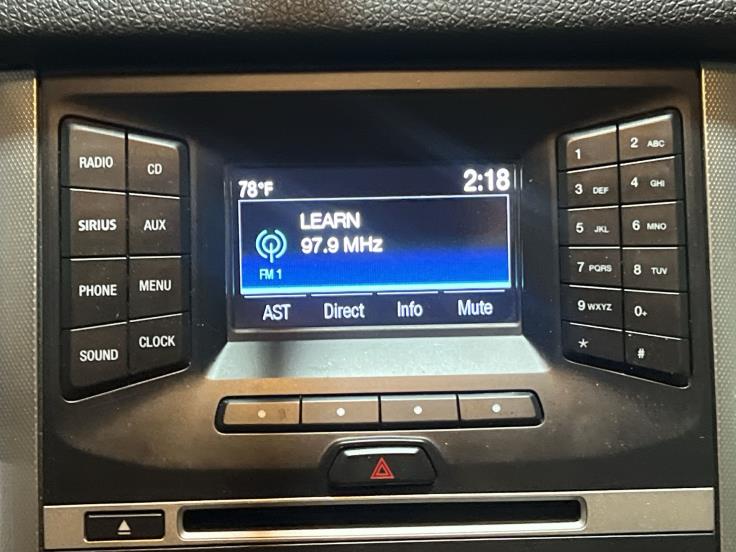 RADIO
CD
SIRIUS
AUX
PHONE
MENU
SOUND
CLOCK
78°F 2:18
LEARN
97.9 MHz
FM 1
AST Direct Info Mute
1
2 ABC
3 DEF
4 GHI
5 JKL
6 MNO
7 PQRS
8 TUV
9 WXYZ
0+
*
#